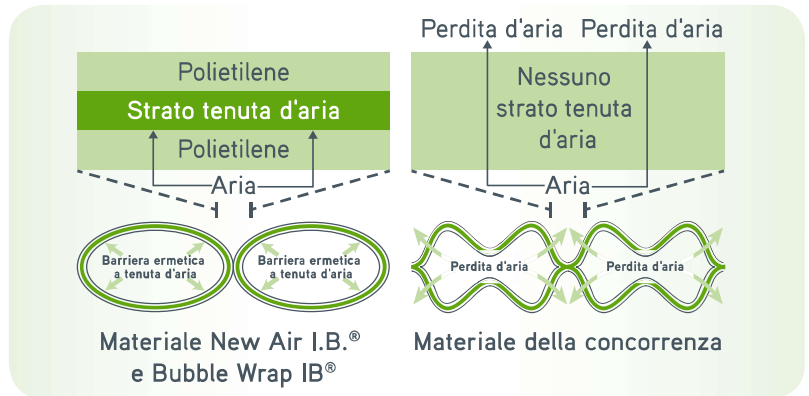 Polietilene
Strato tenuta d'aria
Polietilene
Aria
Barriera ermetica
a tenuta d'aria
Barriera ermetica
a tenuta d'aria
Materiale New Air I.B.®
e Bubble Wrap IB®
Perdita d'aria
Perdita d'aria
Nessuno
strato tenuta
d'aria
Aria
Perdita d'aria
Perdita d'aria
Materiale della concorrenza